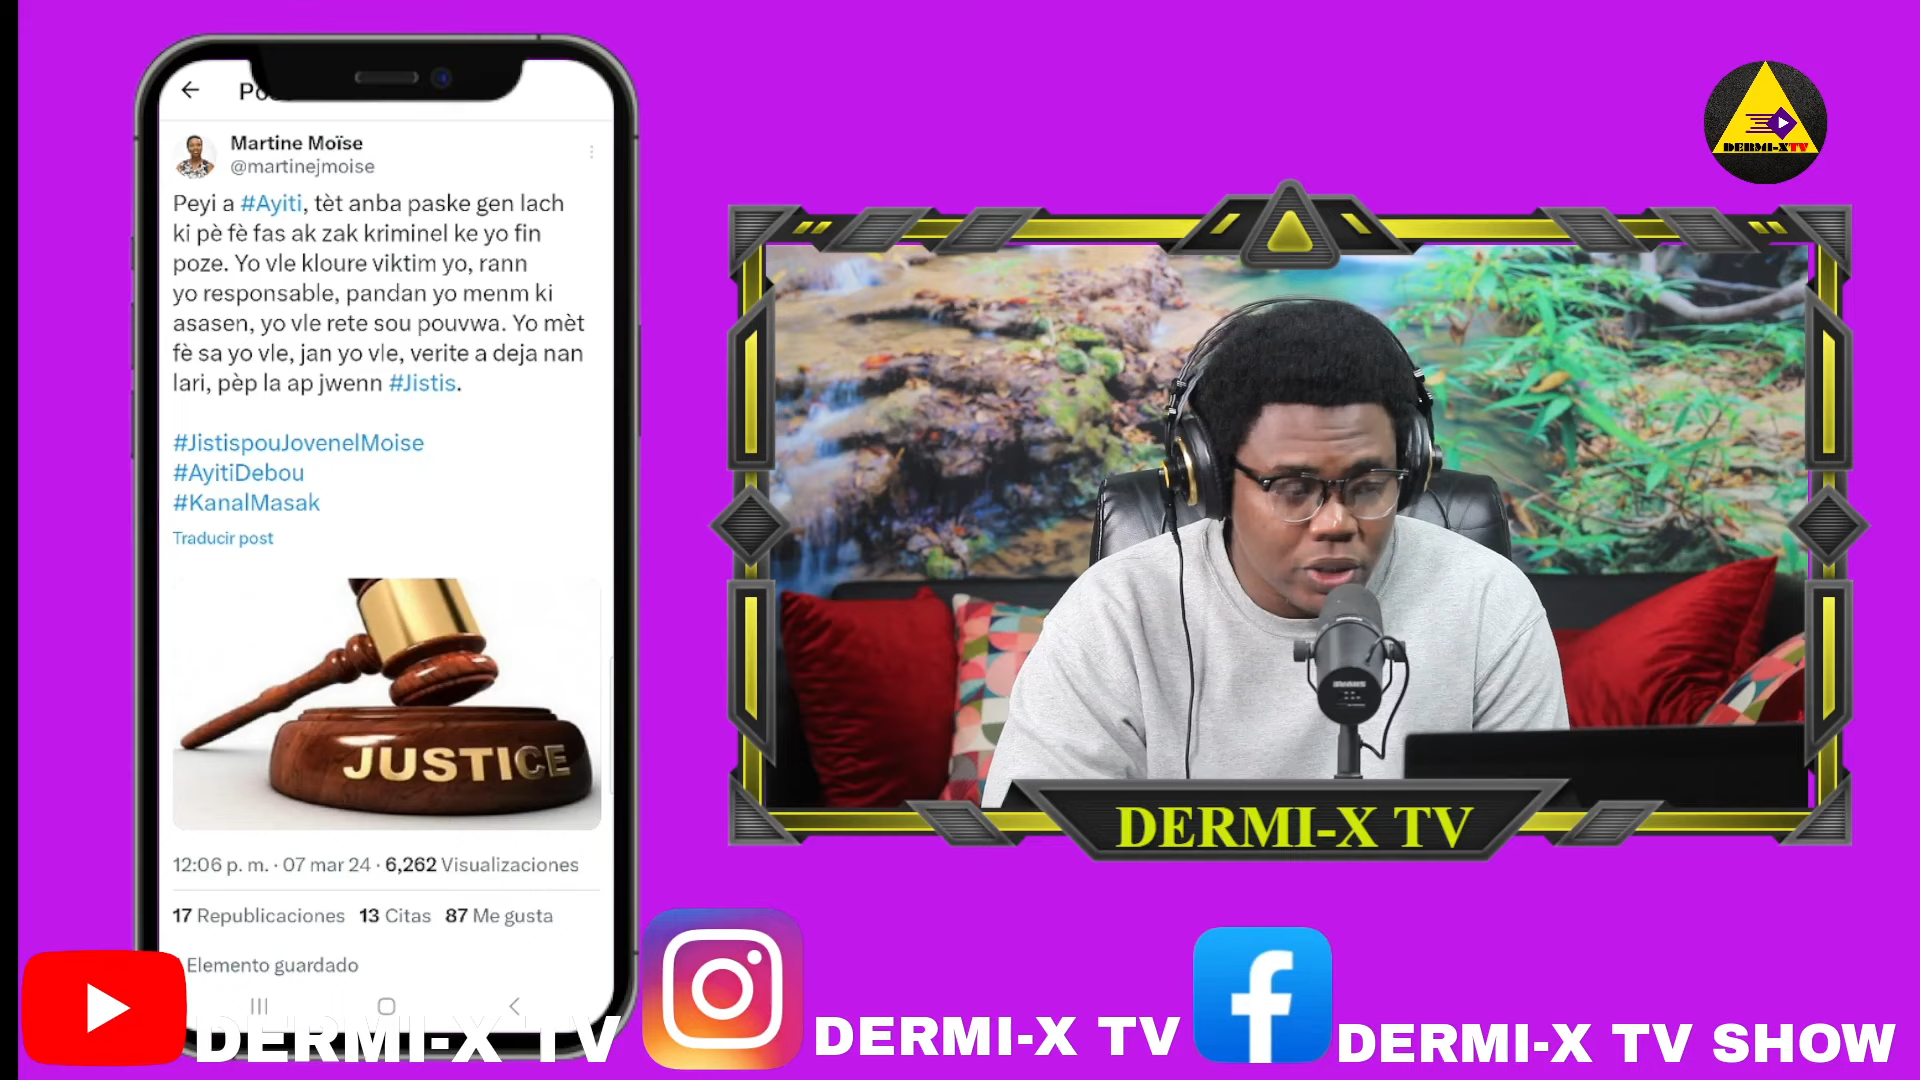 Martine Moïse
@martinejmoise
Peyi a #Ayiti, tèt anba paske gen lach
ki pè fè fas ak zak kriminel ke yo fin
poze. Yo vle kloure viktim yo, rann
yo responsable, pandan yo menm ki
asasen, yo vle rete sou pouvwa. Yo mèt
fè sa yo vle, jan yo vle, verite a deja nan
lari, pèp la ap jwenn #Jistis.
#JistispouJovenelMoise
#AyitiDebou
#KanalMasak
Traducir post
JUSTICE
12:06 p. m. · 07 mar 24 · 6,262 Visualizaciones
17 Republicaciones 13 Citas 87 Me gusta
Elemento guardado
DERMI-XTV
DERMI-X TV
DERMI-X TV
DERMI-X TV
DERMI-X TV SHOW